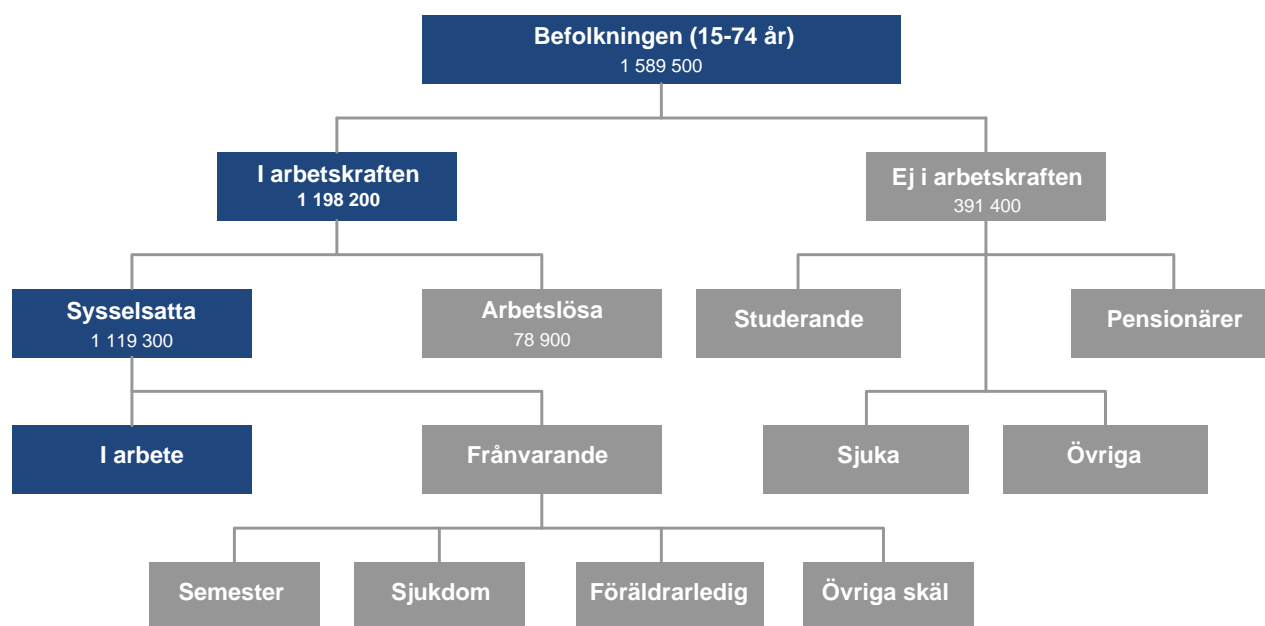 Befolkningen (15-74 år)
1 589 500
I arbetskraften
1 198 200
Ej i arbetskraften
391 400
Sysselsatta
1 119 300
Arbetslösa
78 900
Studerande
Pensionärer
I arbete
Frånvarande
Sjuka
Övriga
Semester
Sjukdom
Föräldrarledig
Övriga skäl